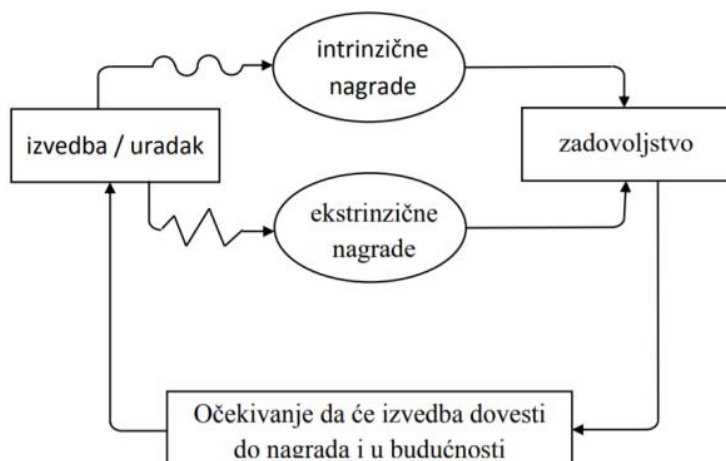 intrinzične
nagrade
izvedba / uradak
zadovoljstvo
ekstrinzične
nagrade
Očekivanje da će izvedba dovesti
do nagrada i u budućnosti